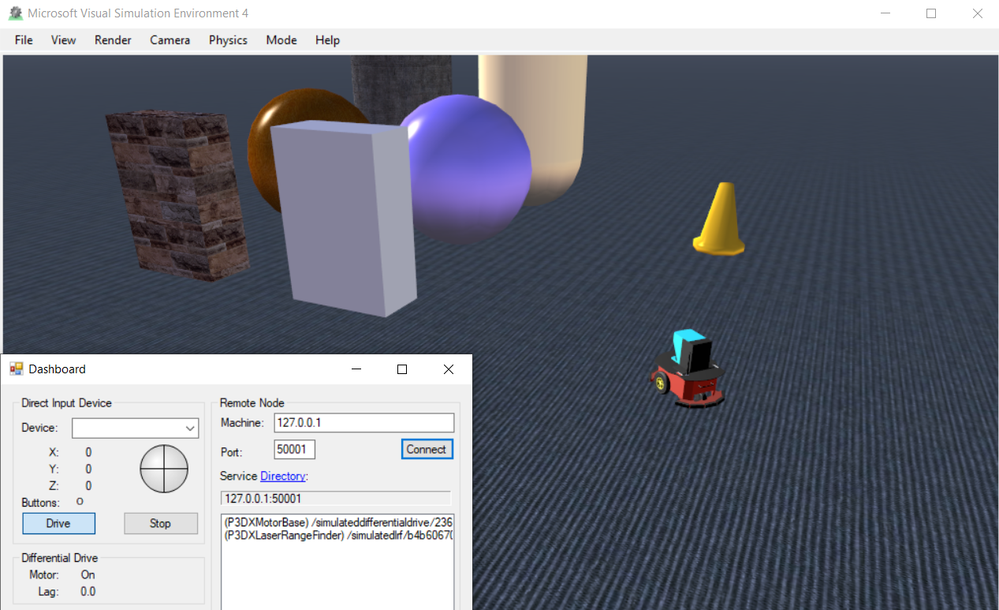 Microsoft Visual Simulation Environment 4
File View Render Camera Physics Mode Help
Dashboard
Direct Input Device
Device:
X: 0
Y: 0
Z: 0
Buttons: O
Drive Stop
Differential Drive
Motor: On
Lag: 0.0
Remote Node
Machine: 127.0.0.1
Port: 50001 Connect
Service Directory:
127.0.0.1:50001
(P3DXMotorBase) /simulateddifferentialdrive/236
(P3DXLaserRangeFinder) /simulatedlrf/b4b60670